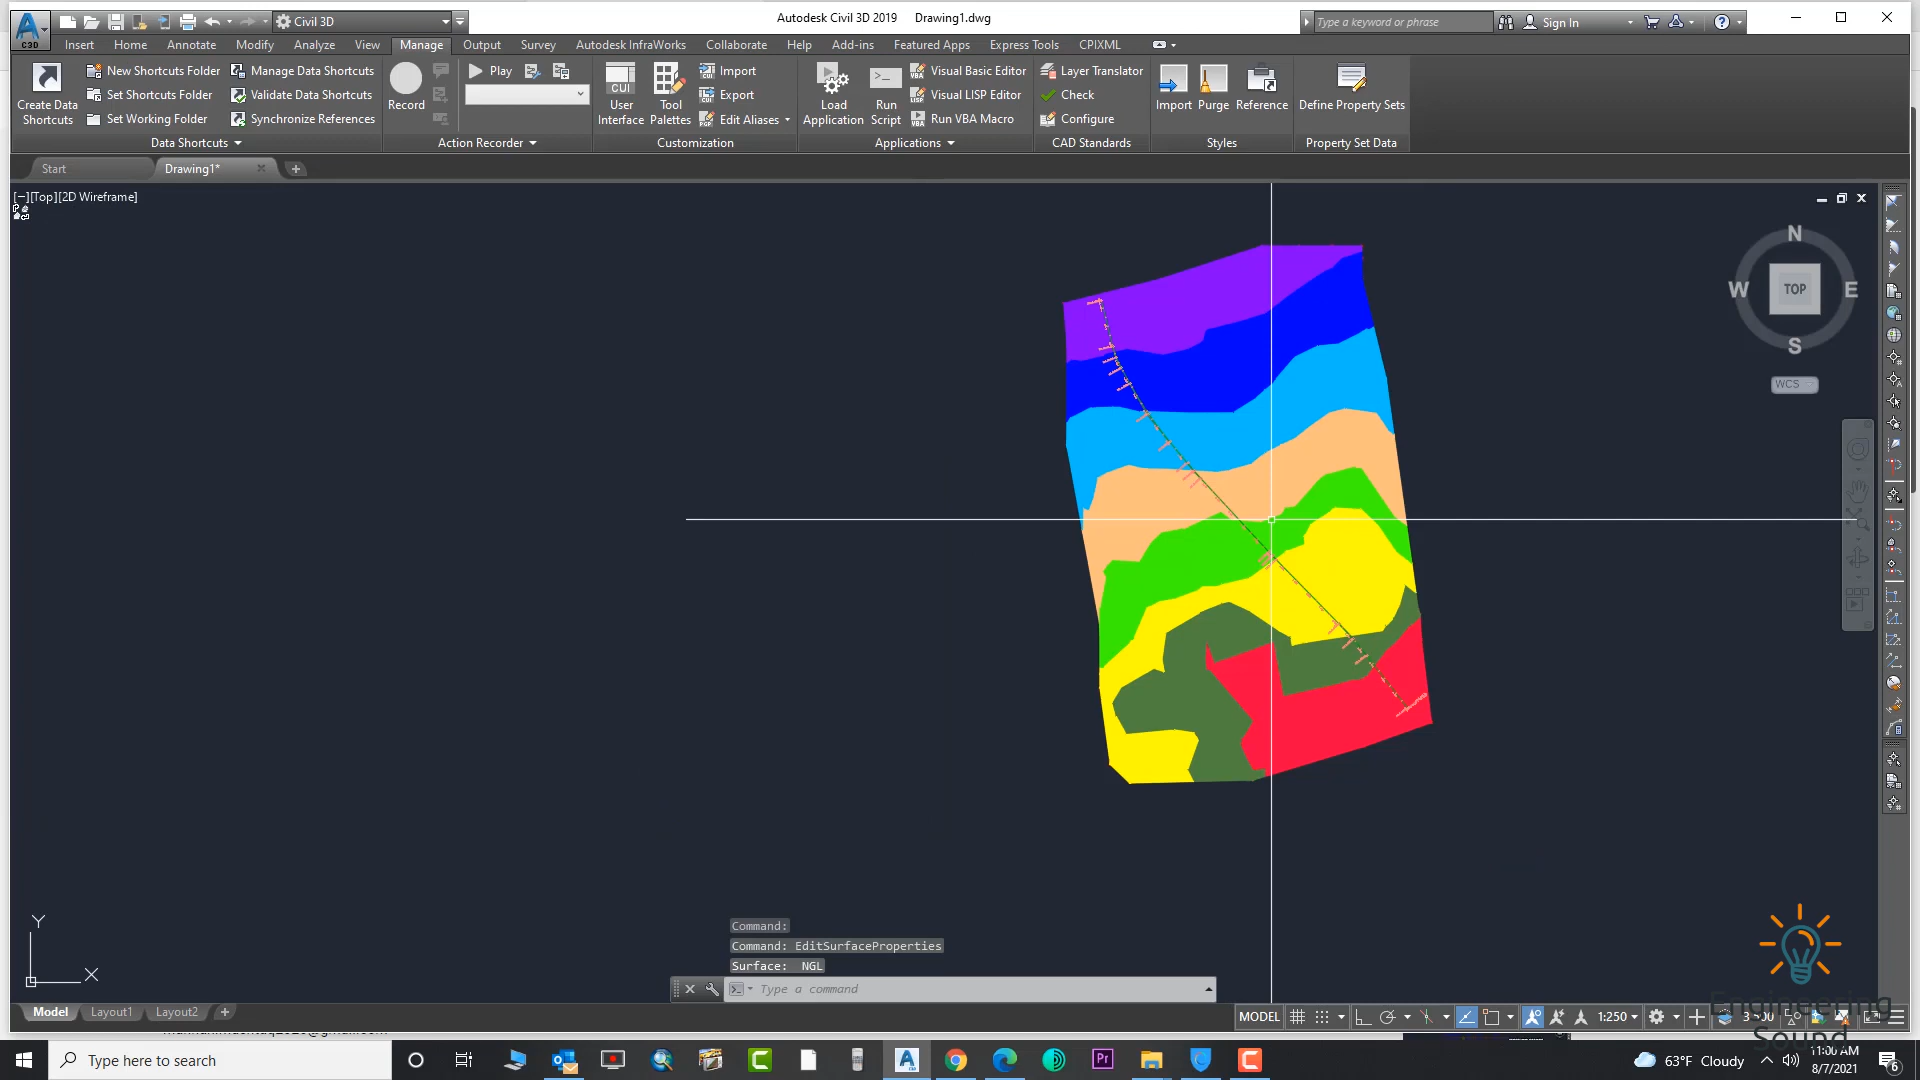 Civil 3D
Autodesk Civil 3D 2019 Drawing1.dwg
Type a keyword or phrase
Sign In
C3D
Insert Home Annotate Modify Analyze View Manage Output Survey Autodesk InfraWorks Collaborate Help Add-ins Featured Apps Express Tools CPIXML
Create Data Shortcuts
New Shortcuts Folder
Set Shortcuts Folder
Set Working Folder
Manage Data Shortcuts
Validate Data Shortcuts
Synchronize References
Data Shortcuts
Record
Play
Action Recorder
CUI
User Interface
Tool Palettes
Import
Export
Edit Aliases
Customization
Load Application
Run Script
Visual Basic Editor
Visual LISP Editor
Run VBA Macro
Applications
Layer Translator
Check
Configure
CAD Standards
Import
Purge
Reference
Styles
Define Property Sets
Property Set Data
Start
Drawing1*
[−][Top][2D Wireframe]
N
W TOP E
S
WCS
Y
X
Command:
Command: EditSurfaceProperties
Surface: NGL
Type a command
Model Layout1 Layout2
MODEL
1:250
Engineering
Sound
Type here to search
Pr
63°F Cloudy
11:00 AM
8/7/2021
6